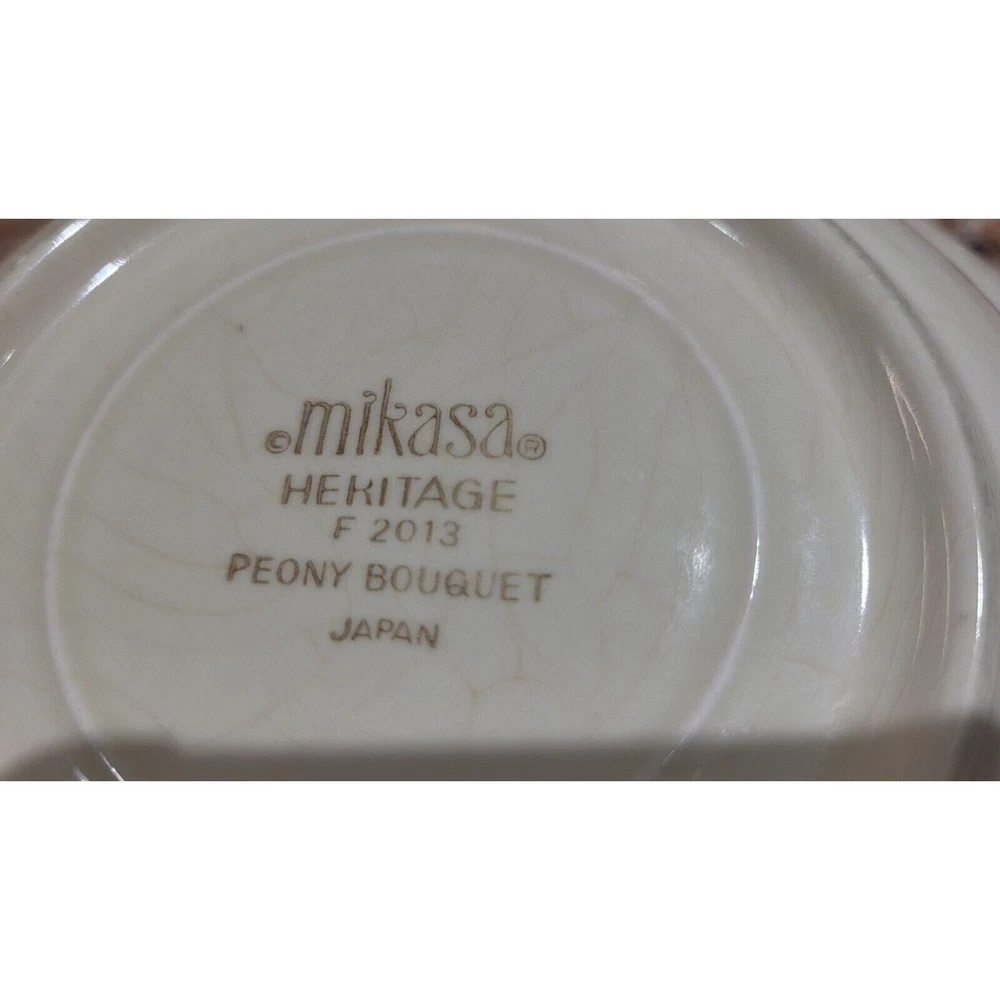 ©mikasa®
HERITAGE
F 2013
PEONY BOUQUET
JAPAN